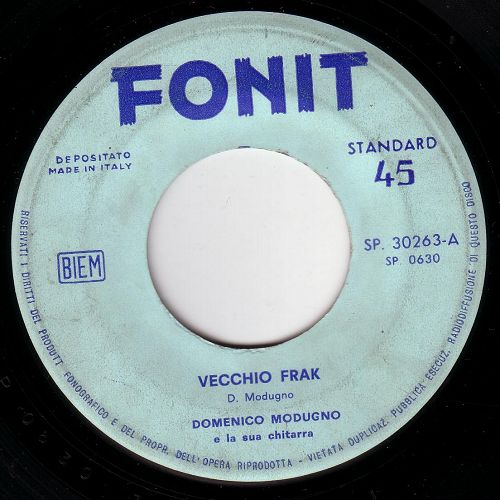 FONIT
DEPOSITATO
MADE IN ITALY
STANDARD
45
BIEM
SP. 30263-A
SP. 0630
VECCHIO FRAK
D. Modugno
DOMENICO MODUGNO
e la sua chitarra
RISERVATI I DIRITTI DEL PRODUTT. FONOGRAFICO E DEL PROPR. DELL'OPERA RIPRODOTTA - VIETATA DUPLICAZ. PUBBLICA ESECUZ. RADIODIFFUSIONE DI QUESTO DISCO